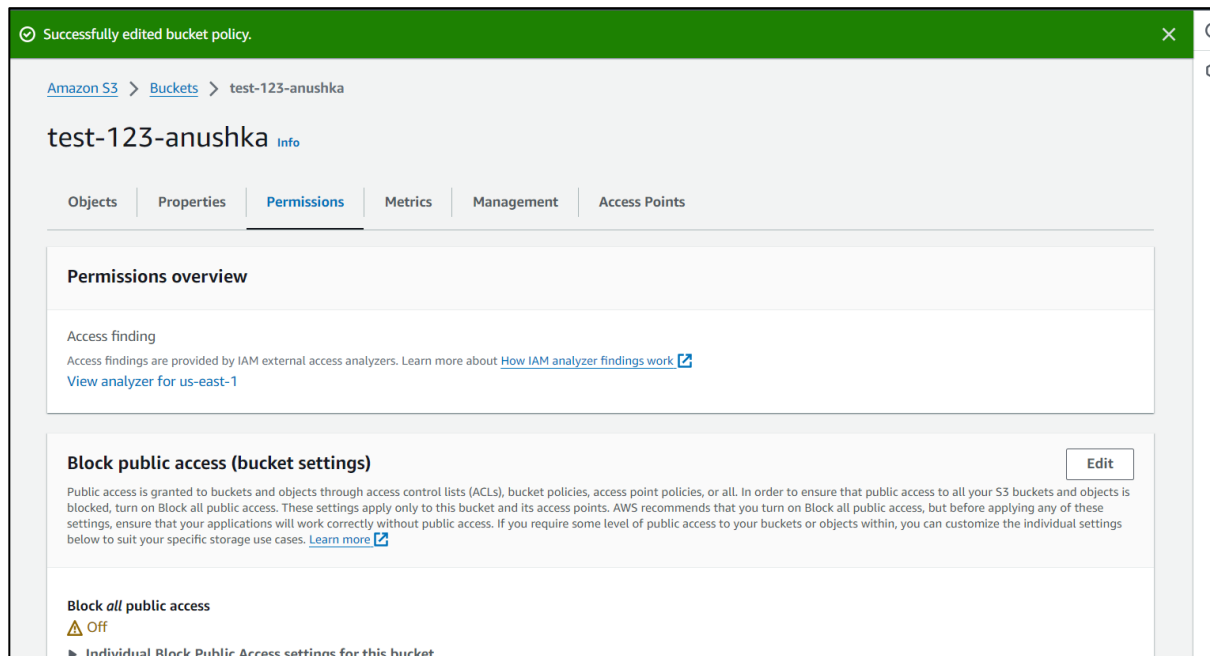 Successfully edited bucket policy.
Amazon S3 > Buckets > test-123-anushka
test-123-anushka Info
Objects Properties Permissions Metrics Management Access Points
Permissions overview
Access finding
Access findings are provided by IAM external access analyzers. Learn more about How IAM analyzer findings work
View analyzer for us-east-1
Block public access (bucket settings) Edit
Public access is granted to buckets and objects through access control lists (ACLs), bucket policies, access point policies, or all. In order to ensure that public access to all your S3 buckets and objects is
blocked, turn on Block all public access. These settings apply only to this bucket and its access points. AWS recommends that you turn on Block all public access, but before applying any of these
settings, ensure that your applications will work correctly without public access. If you require some level of public access to your buckets or objects within, you can customize the individual settings
below to suit your specific storage use cases. Learn more
Block all public access
Off
Individual Block Public Access settings for this bucket